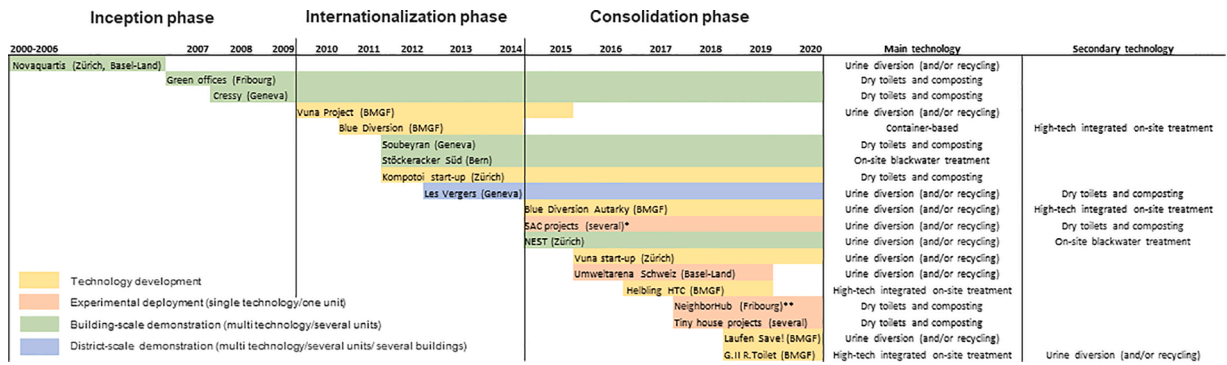 Inception phase Internationalization phase Consolidation phase
2000-2006 2007 2008 2009 2010 2011 2012 2013 2014 2015 2016 2017 2018 2019 2020 Main technology Secondary technology
Novaquartis (Zürich, Basel-Land) Urine diversion (and/or recycling)
Green offices (Fribourg) Dry toilets and composting
Cressy (Geneva) Dry toilets and composting
Vuna Project (BMGF) Urine diversion (and/or recycling)
Blue Diversion (BMGF) Container-based High-tech integrated on-site treatment
Soubeyran (Geneva) Dry toilets and composting
Stöckeracker Süd (Bern) On-site blackwater treatment
Kompotoi start-up (Zürich) Dry toilets and composting
Les Vergers (Geneva) Urine diversion (and/or recycling) Dry toilets and composting
Blue Diversion Autarky (BMGF) Urine diversion (and/or recycling) High-tech integrated on-site treatment
SAC projects (several)* Urine diversion (and/or recycling) Dry toilets and composting
NEST (Zürich) Urine diversion (and/or recycling) On-site blackwater treatment
Vuna start-up (Zürich) Urine diversion (and/or recycling)
Umweltarena Schweiz (Basel-Land) Urine diversion (and/or recycling)
Helbling HTC (BMGF) High-tech integrated on-site treatment
NeighborHub (Fribourg)** Dry toilets and composting
Tiny house projects (several) Dry toilets and composting
Laufen Save! (BMGF) Urine diversion (and/or recycling)
G.II R.Toilet (BMGF) High-tech integrated on-site treatment Urine diversion (and/or recycling)
Technology development
Experimental deployment (single technology/one unit)
Building-scale demonstration (multi technology/several units)
District-scale demonstration (multi technology/several units/ several buildings)